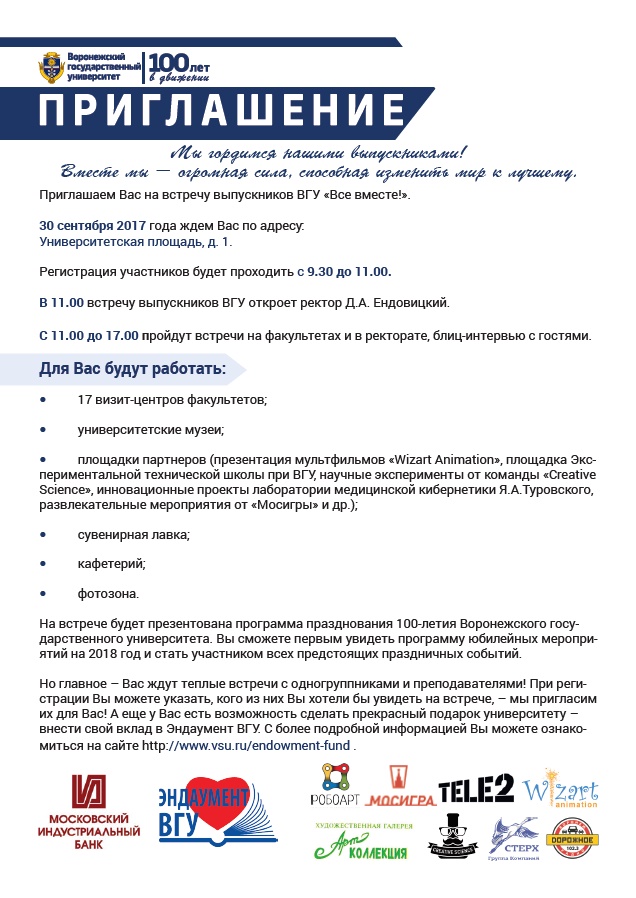 Воронежский
государственный
университет
100 лет
в движении
ПРИГЛАШЕНИЕ
Мы гордимся нашими выпускниками!
Вместе мы — огромная сила, способная изменить мир к лучшему.
Приглашаем Вас на встречу выпускников ВГУ «Все вместе!».
30 сентября 2017 года ждем Вас по адресу:
Университетская площадь, д. 1.
Регистрация участников будет проходить с 9.30 до 11.00.
В 11.00 встречу выпускников ВГУ откроет ректор Д.А. Ендовицкий.
С 11.00 до 17.00 пройдут встречи на факультетах и в ректорате, блиц-интервью с гостями.
Для Вас будут работать:
• 17 визит-центров факультетов;
• университетские музеи;
• площадки партнеров (презентация мультфильмов «Wizart Animation», площадка Экс-
периментальной технической школы при ВГУ, научные эксперименты от команды «Creative
Science», инновационные проекты лаборатории медицинской кибернетики Я.А.Туровского,
развлекательные мероприятия от «Мосигры» и др.);
• сувенирная лавка;
• кафетерий;
• фотозона.
На встрече будет презентована программа празднования 100-летия Воронежского госу-
дарственного университета. Вы сможете первым увидеть программу юбилейных меропри-
ятий на 2018 год и стать участником всех предстоящих праздничных событий.
Но главное – Вас ждут теплые встречи с одногруппниками и преподавателями! При реги-
страции Вы можете указать, кого из них Вы хотели бы увидеть на встрече, – мы пригласим
их для Вас! А еще у Вас есть возможность сделать прекрасный подарок университету –
внести свой вклад в Эндаумент ВГУ. С более подробной информацией Вы можете ознако-
миться на сайте http://www.vsu.ru/endowment-fund .
МОСКОВСКИЙ
ИНДУСТРИАЛЬНЫЙ
БАНК
ЭНДАУМЕНТ
ВГУ
РОБОАРТ
МОСИГРА
TELE2
Wizart
animation
ХУДОЖЕСТВЕННАЯ ГАЛЕРЕЯ
Арт
КОЛЛЕКЦИЯ
CREATIVE SCIENCE
СТЕРХ
Группа Компаний
ДОРОЖНОЕ
102.3